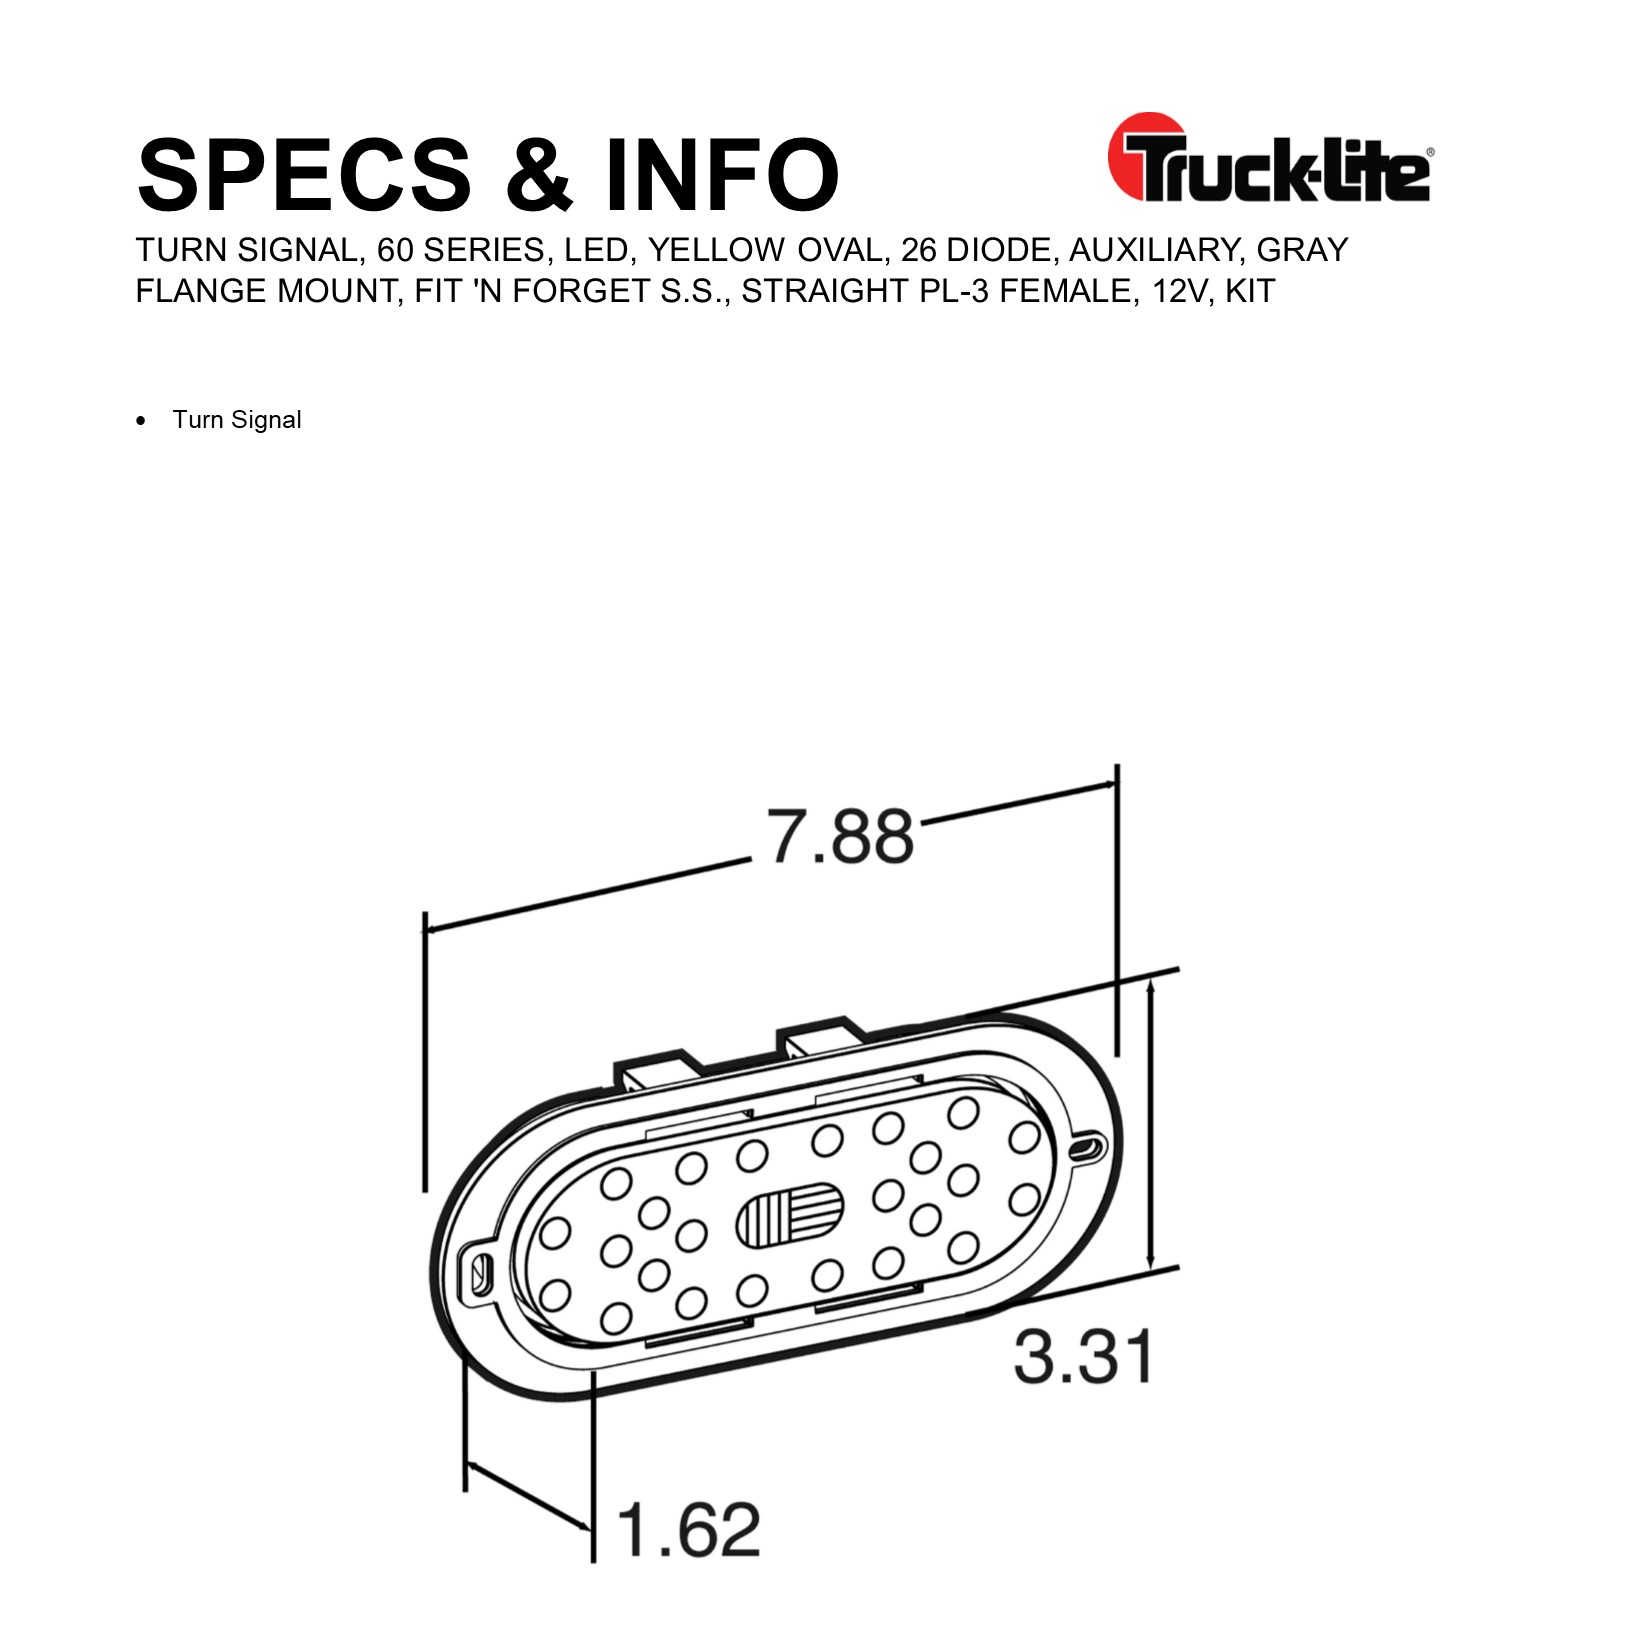 SPECS & INFO
Truck-Lite®
TURN SIGNAL, 60 SERIES, LED, YELLOW OVAL, 26 DIODE, AUXILIARY, GRAY
FLANGE MOUNT, FIT 'N FORGET S.S., STRAIGHT PL-3 FEMALE, 12V, KIT
• Turn Signal
7.88
3.31
1.62